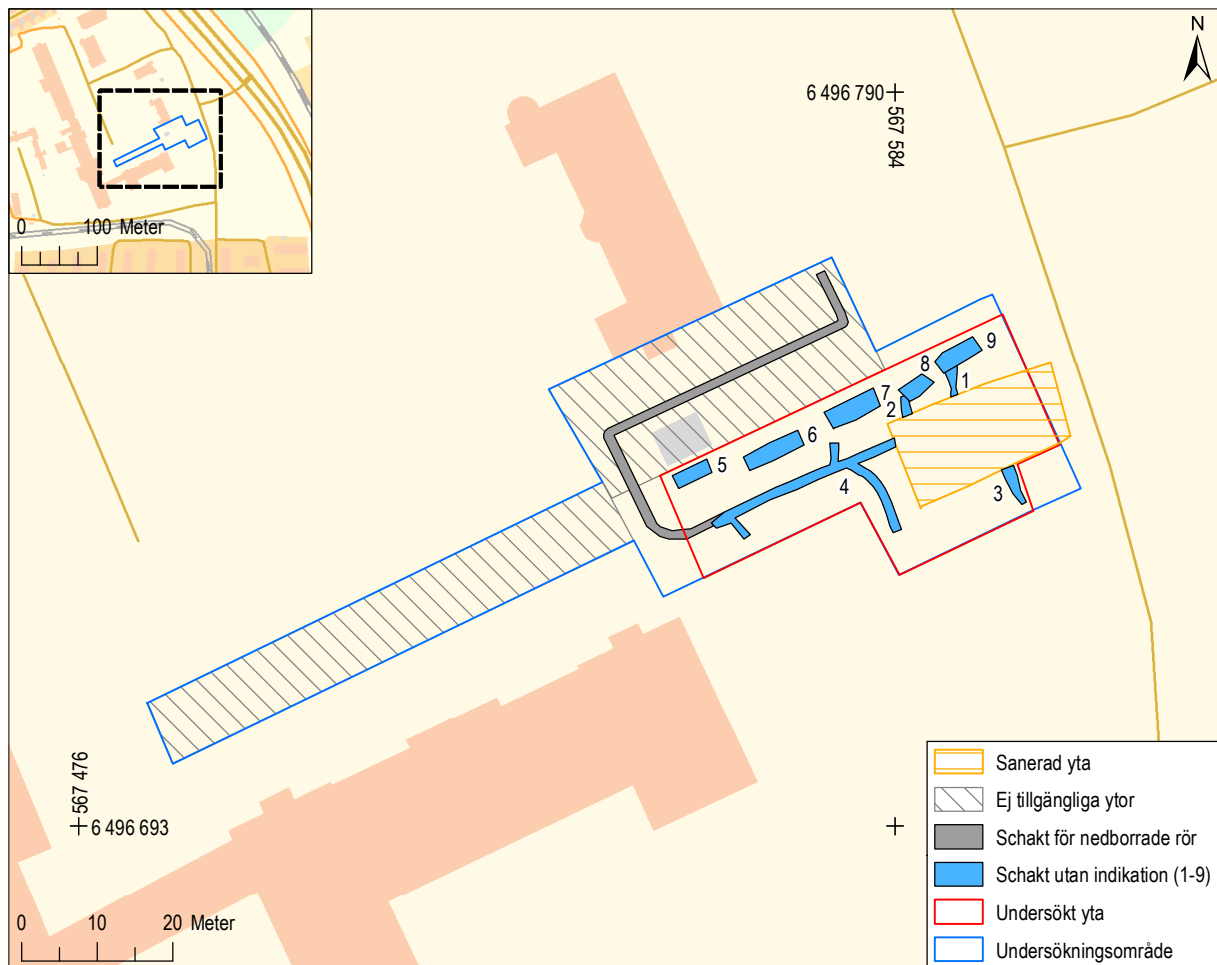 0 100 Meter
N
6 496 790
567 584
9
8
1
7
2
6
5
4
3
567 476
6 496 693
0 10 20 Meter
Sanerad yta
Ej tillgängliga ytor
Schakt för nedborrade rör
Schakt utan indikation (1-9)
Undersökt yta
Undersökningsområde